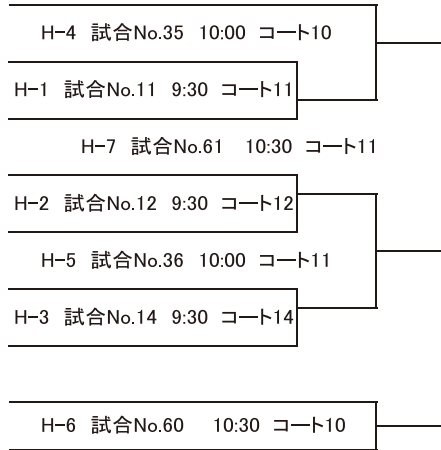 H-4 試合No.35 10:00 コート10
H-1 試合No.11 9:30 コート11
H-7 試合No.61 10:30 コート11
H-2 試合No.12 9:30 コート12
H-5 試合No.36 10:00 コート11
H-3 試合No.14 9:30 コート14
H-6 試合No.60 10:30 コート10